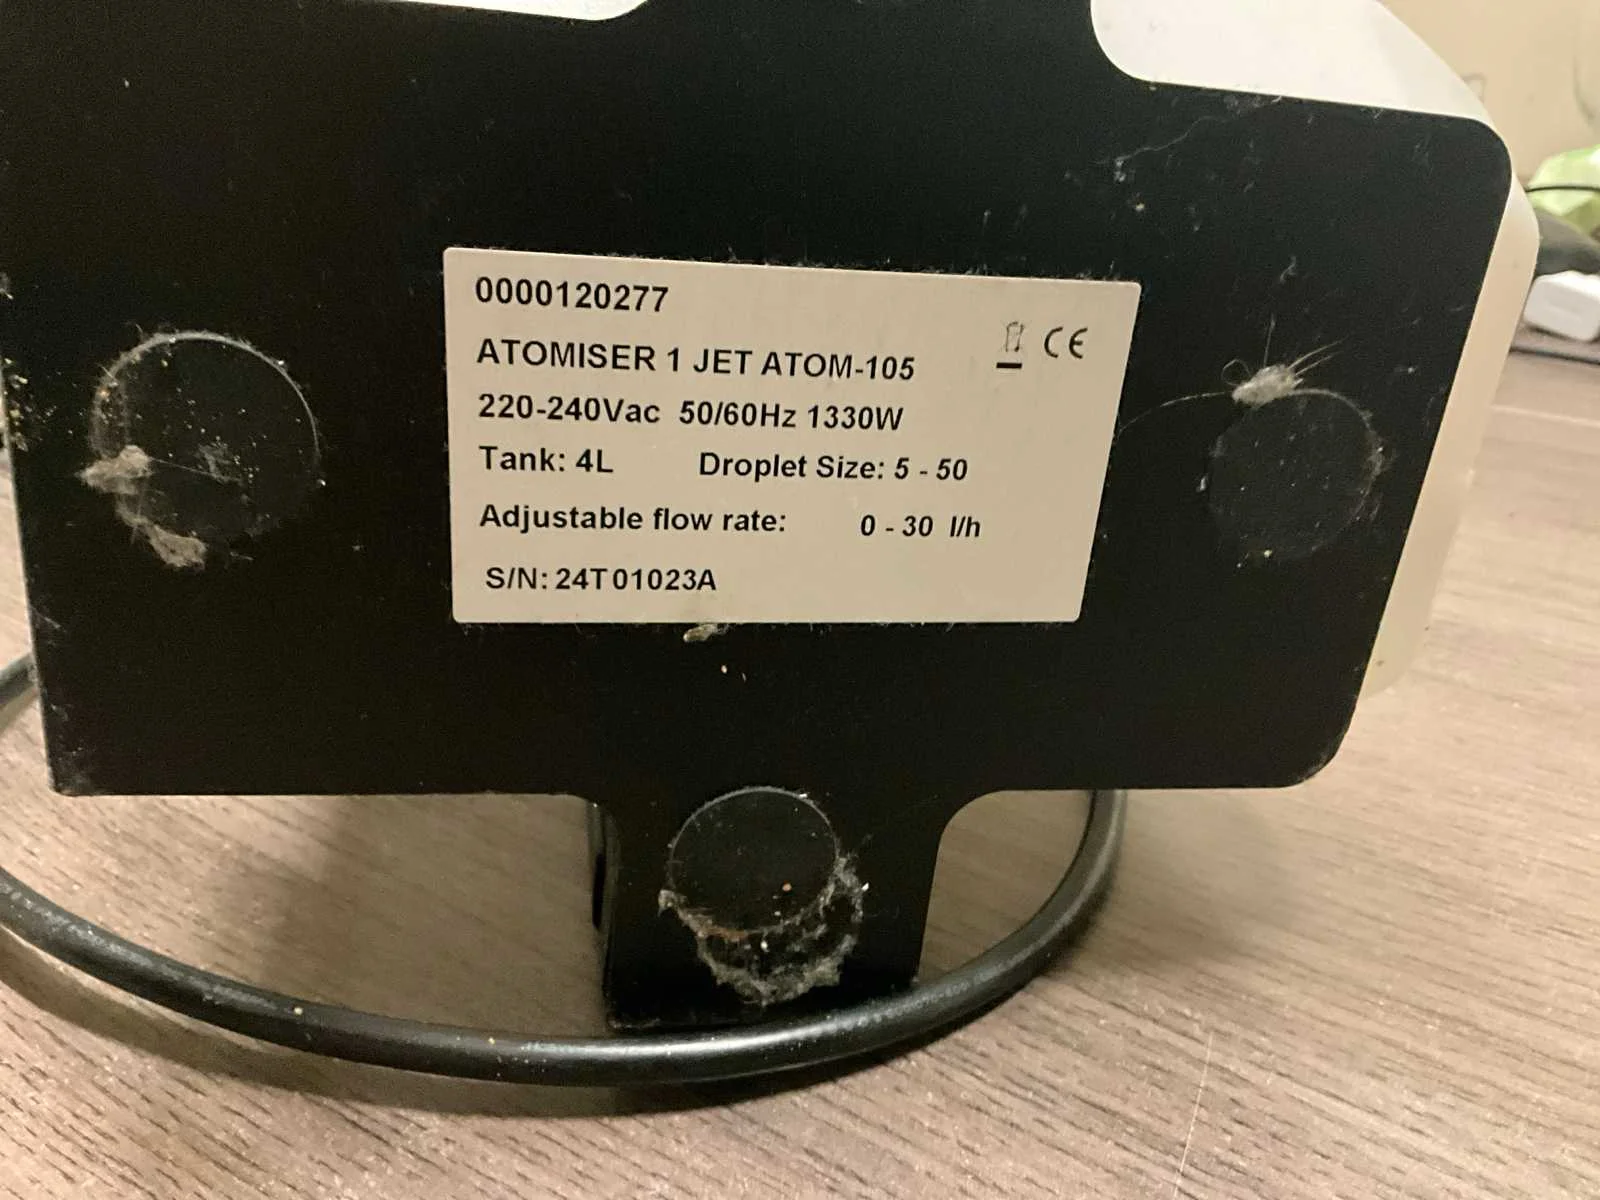 0000120277
CE
ATOMISER 1 JET ATOM-105
220-240Vac 50/60Hz 1330W
Tank: 4L Droplet Size: 5 - 50
Adjustable flow rate: 0 - 30 l/h
S/N: 24T01023A